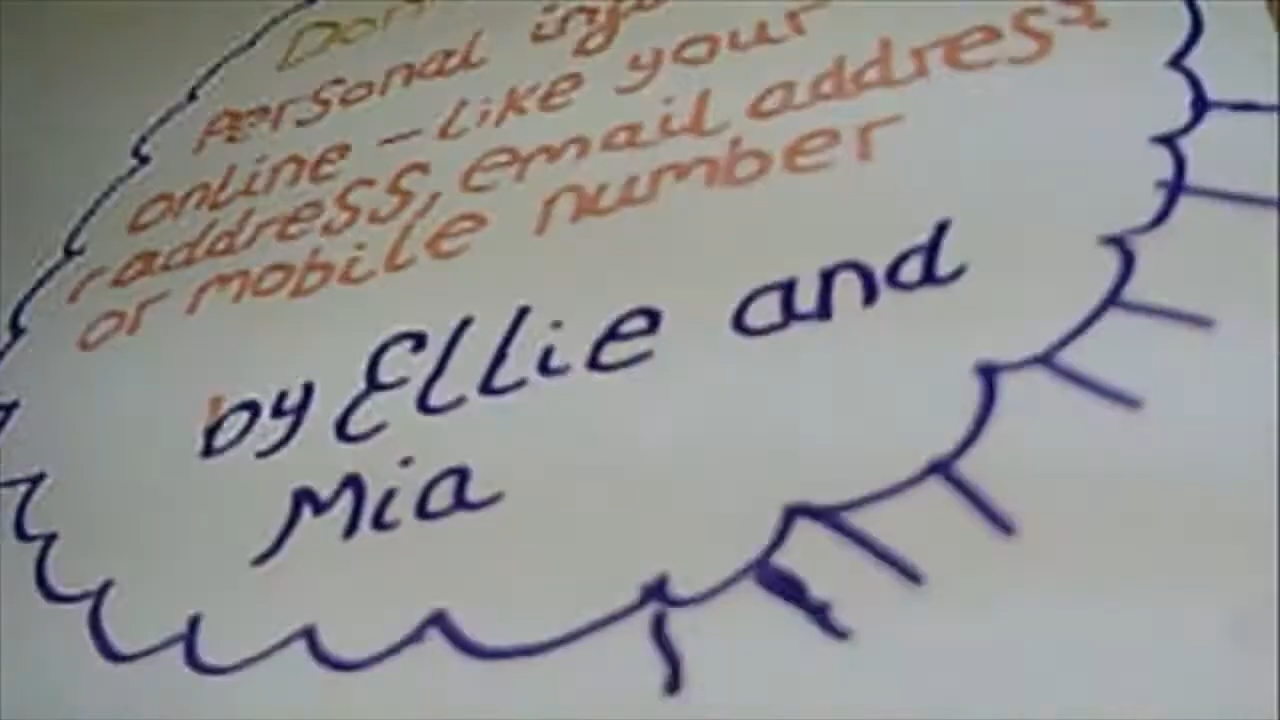 Personal
online - like your
address, email address
or mobile number
by Ellie and
Mia